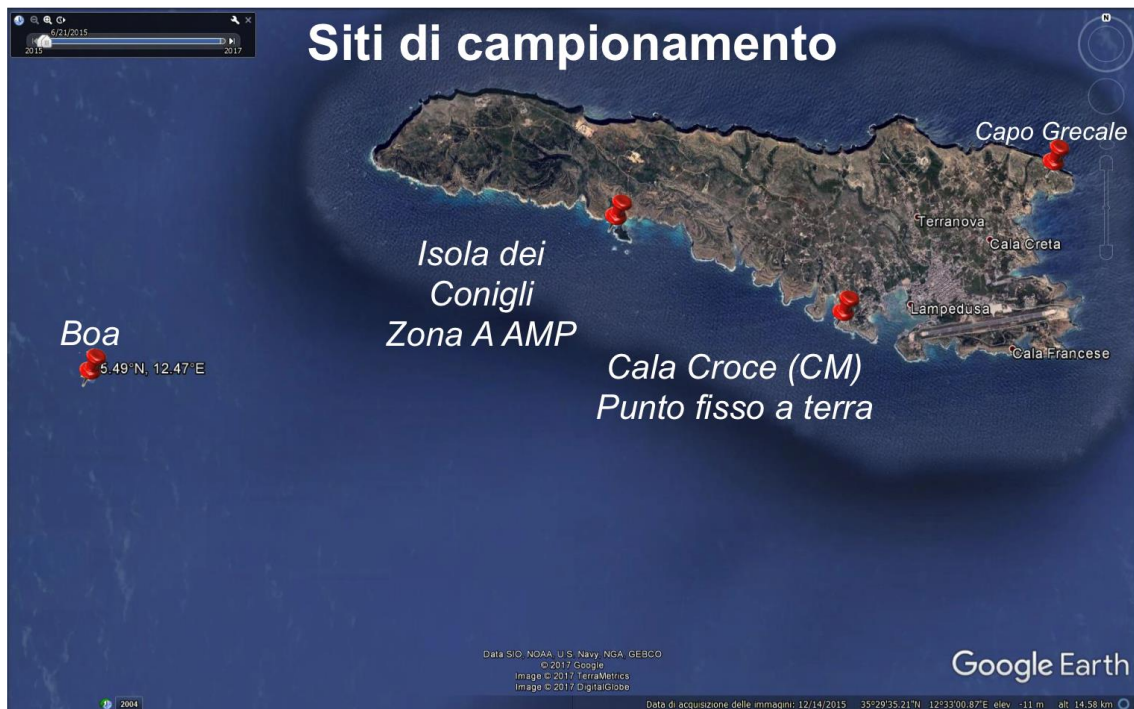 6/21/2015
2015
2017
Siti di campionamento
N
Capo Grecale
Terranova
Cala Creta
Isola dei
Conigli
Zona A AMP
Lampedusa
Boa
5.49°N, 12.47°E
Cala Francese
Cala Croce (CM)
Punto fisso a terra
Data SIO, NOAA, U.S. Navy, NGA, GEBCO
© 2017 Google
Image © 2017 TerraMetrics
Image © 2017 DigitalGlobe
Google Earth
2004
Data di acquisizione delle immagini: 12/14/2015 35°29'35.21"N 12°33'00.87"E elev -11 m alt 14.58 km